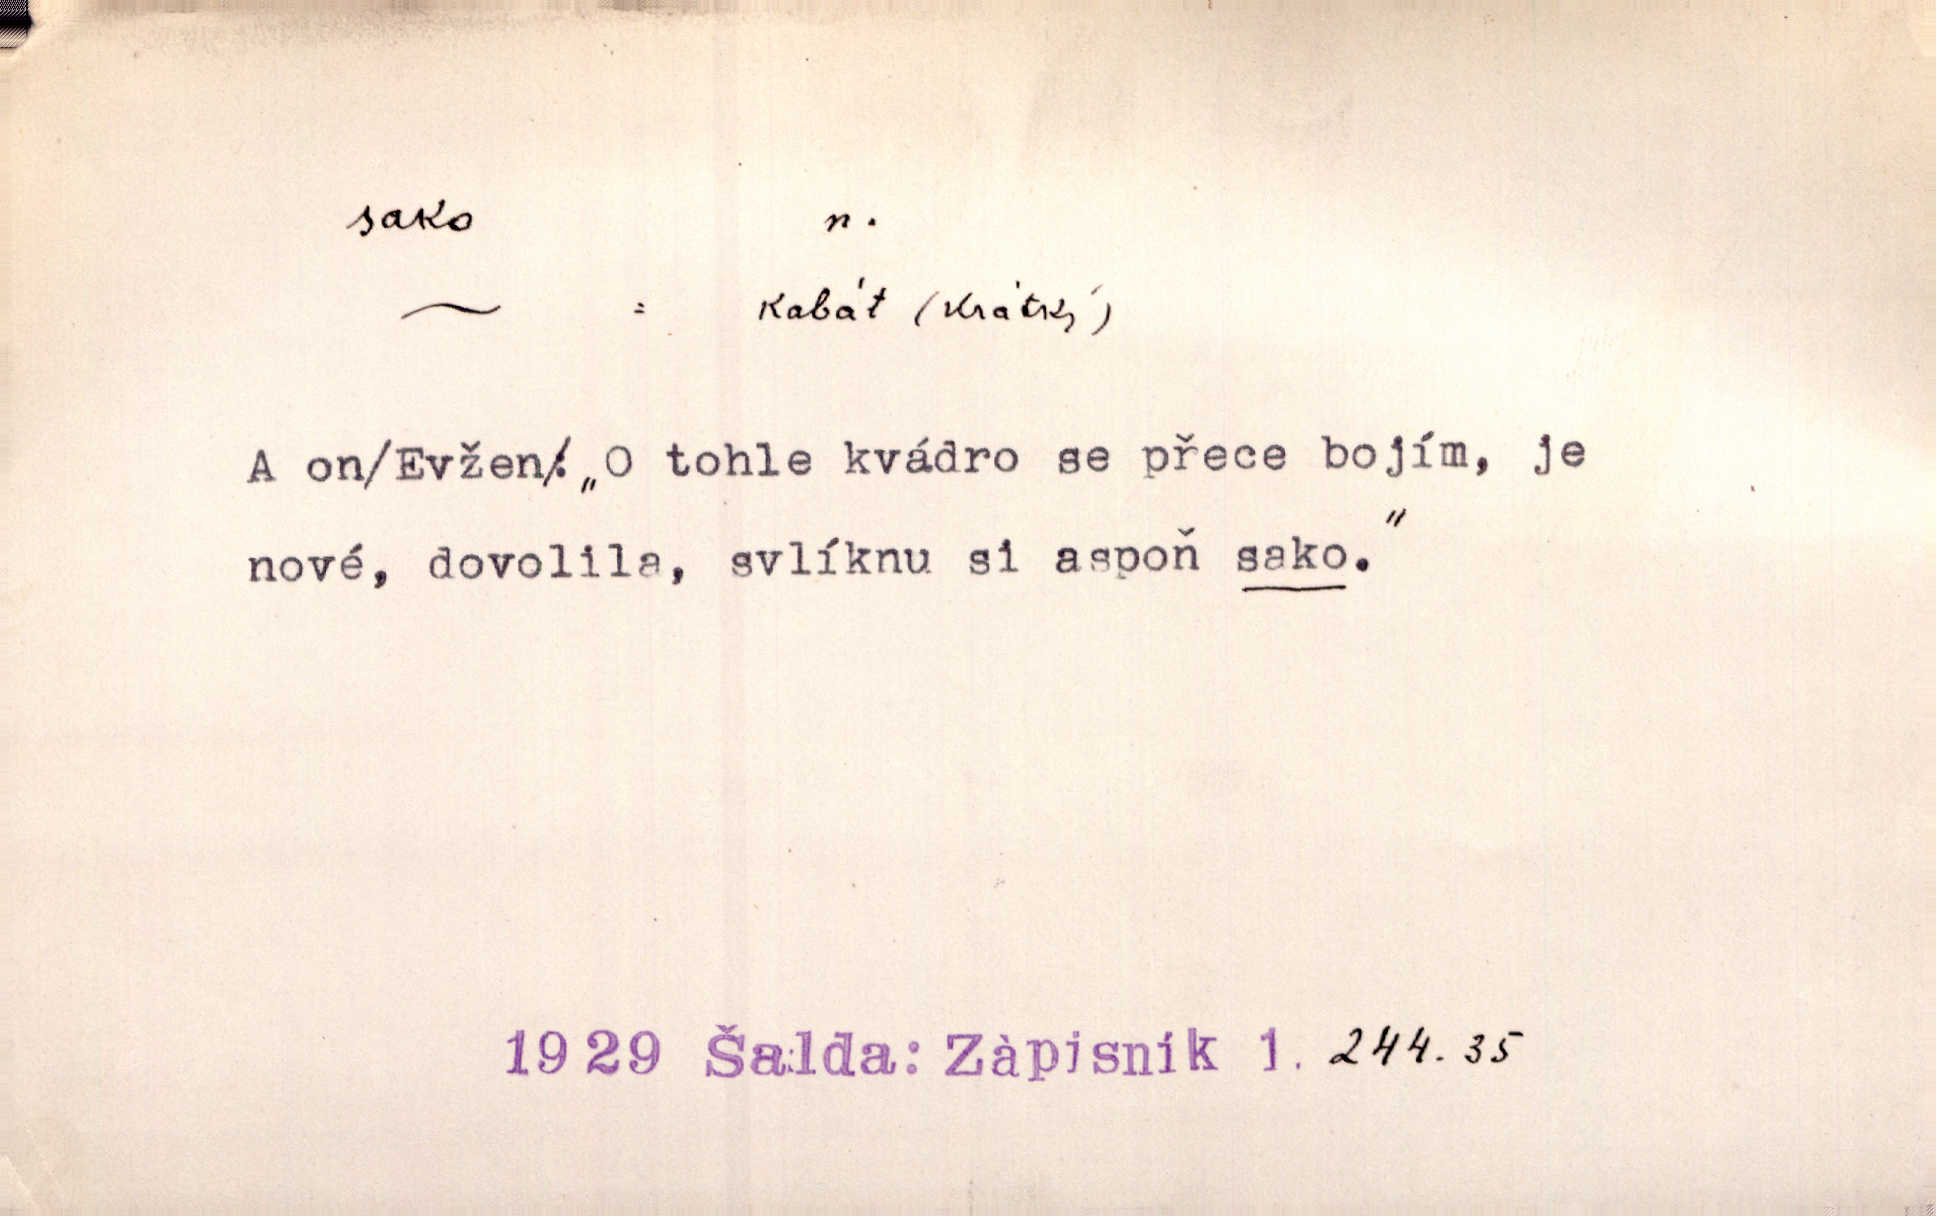 sako n.
~ = kabát (krátký)
A on/Evžen/: „O tohle kvádro se přece bojím, je
nové, dovolila, svlíknu si aspoň sako."
1929 Šalda: Zàpisník 1. 244. 35